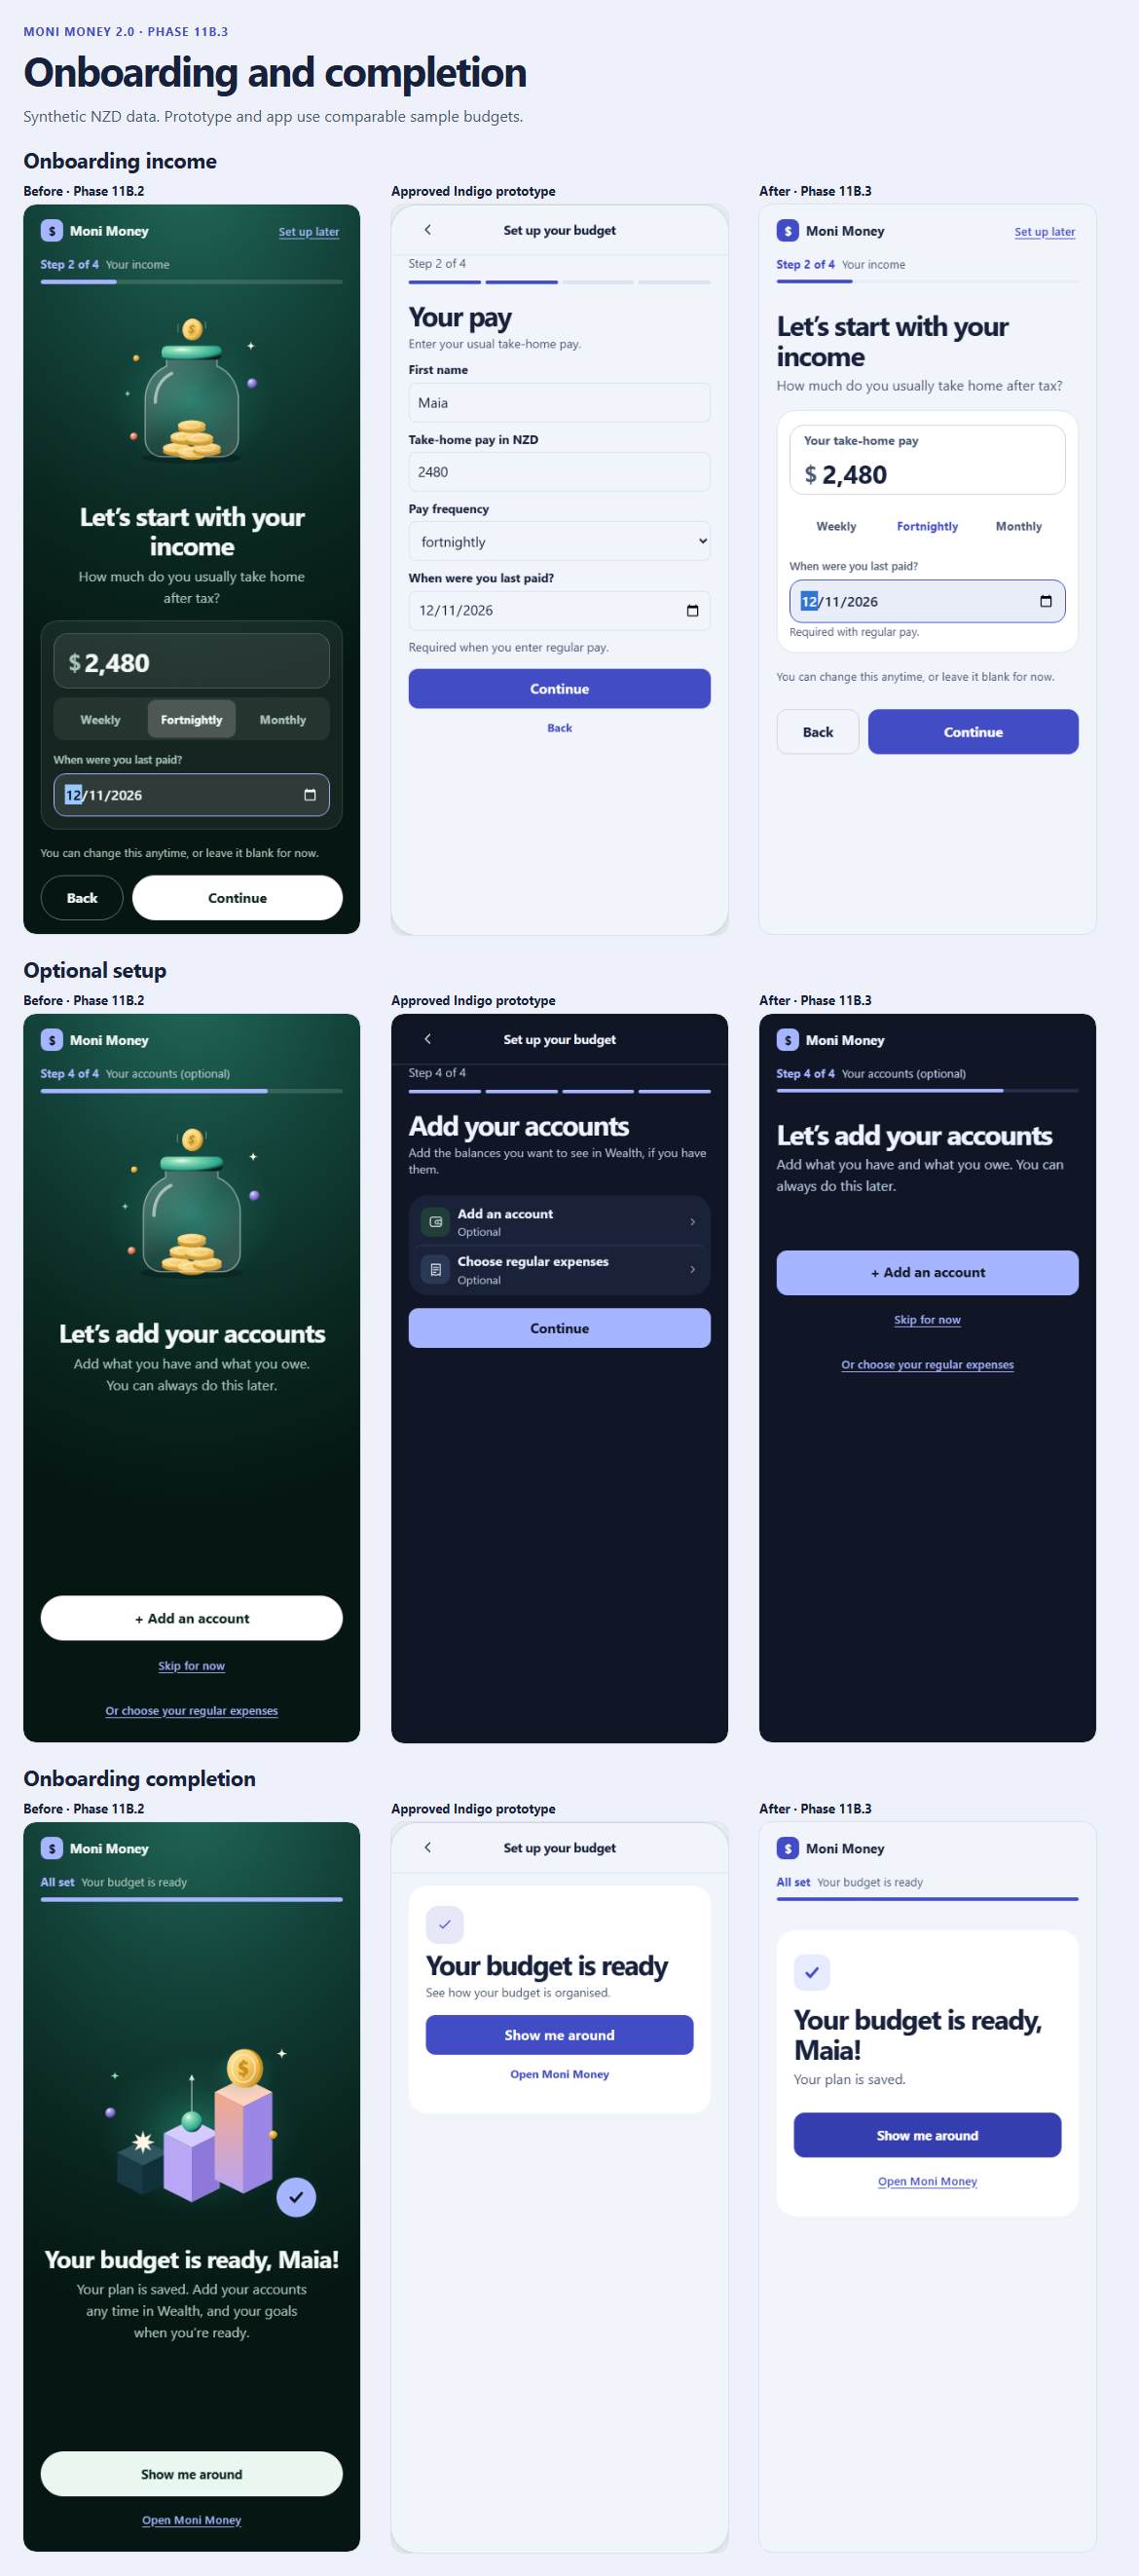 MONI MONEY 2.0 · PHASE 11B.3
Onboarding and completion
Synthetic NZD data. Prototype and app use comparable sample budgets.
Onboarding income
Before · Phase 11B.2
$ Moni Money
Set up later
Step 2 of 4 Your income
$
Let's start with your
income
How much do you usually take home
after tax?
$ 2,480
Weekly Fortnightly Monthly
When were you last paid?
12/11/2026
You can change this anytime, or leave it blank for now.
Back Continue
Approved Indigo prototype
Set up your budget
Step 2 of 4
Your pay
Enter your usual take-home pay.
First name
Maia
Take-home pay in NZD
2480
Pay frequency
fortnightly
When were you last paid?
12/11/2026
Required when you enter regular pay.
Continue
Back
After · Phase 11B.3
$ Moni Money
Set up later
Step 2 of 4 Your income
Let's start with your
income
How much do you usually take home after tax?
Your take-home pay
$ 2,480
Weekly Fortnightly Monthly
When were you last paid?
12/11/2026
Required with regular pay.
You can change this anytime, or leave it blank for now.
Back Continue
Optional setup
Before · Phase 11B.2
$ Moni Money
Step 4 of 4 Your accounts (optional)
$
Let's add your accounts
Add what you have and what you owe.
You can always do this later.
+ Add an account
Skip for now
Or choose your regular expenses
Approved Indigo prototype
Set up your budget
Step 4 of 4
Add your accounts
Add the balances you want to see in Wealth, if you have
them.
Add an account
Optional
Choose regular expenses
Optional
Continue
After · Phase 11B.3
$ Moni Money
Step 4 of 4 Your accounts (optional)
Let's add your accounts
Add what you have and what you owe. You can
always do this later.
+ Add an account
Skip for now
Or choose your regular expenses
Onboarding completion
Before · Phase 11B.2
$ Moni Money
All set Your budget is ready
$
Your budget is ready, Maia!
Your plan is saved. Add your accounts
any time in Wealth, and your goals
when you're ready.
Show me around
Open Moni Money
Approved Indigo prototype
Set up your budget
Your budget is ready
See how your budget is organised.
Show me around
Open Moni Money
After · Phase 11B.3
$ Moni Money
All set Your budget is ready
Your budget is ready,
Maia!
Your plan is saved.
Show me around
Open Moni Money